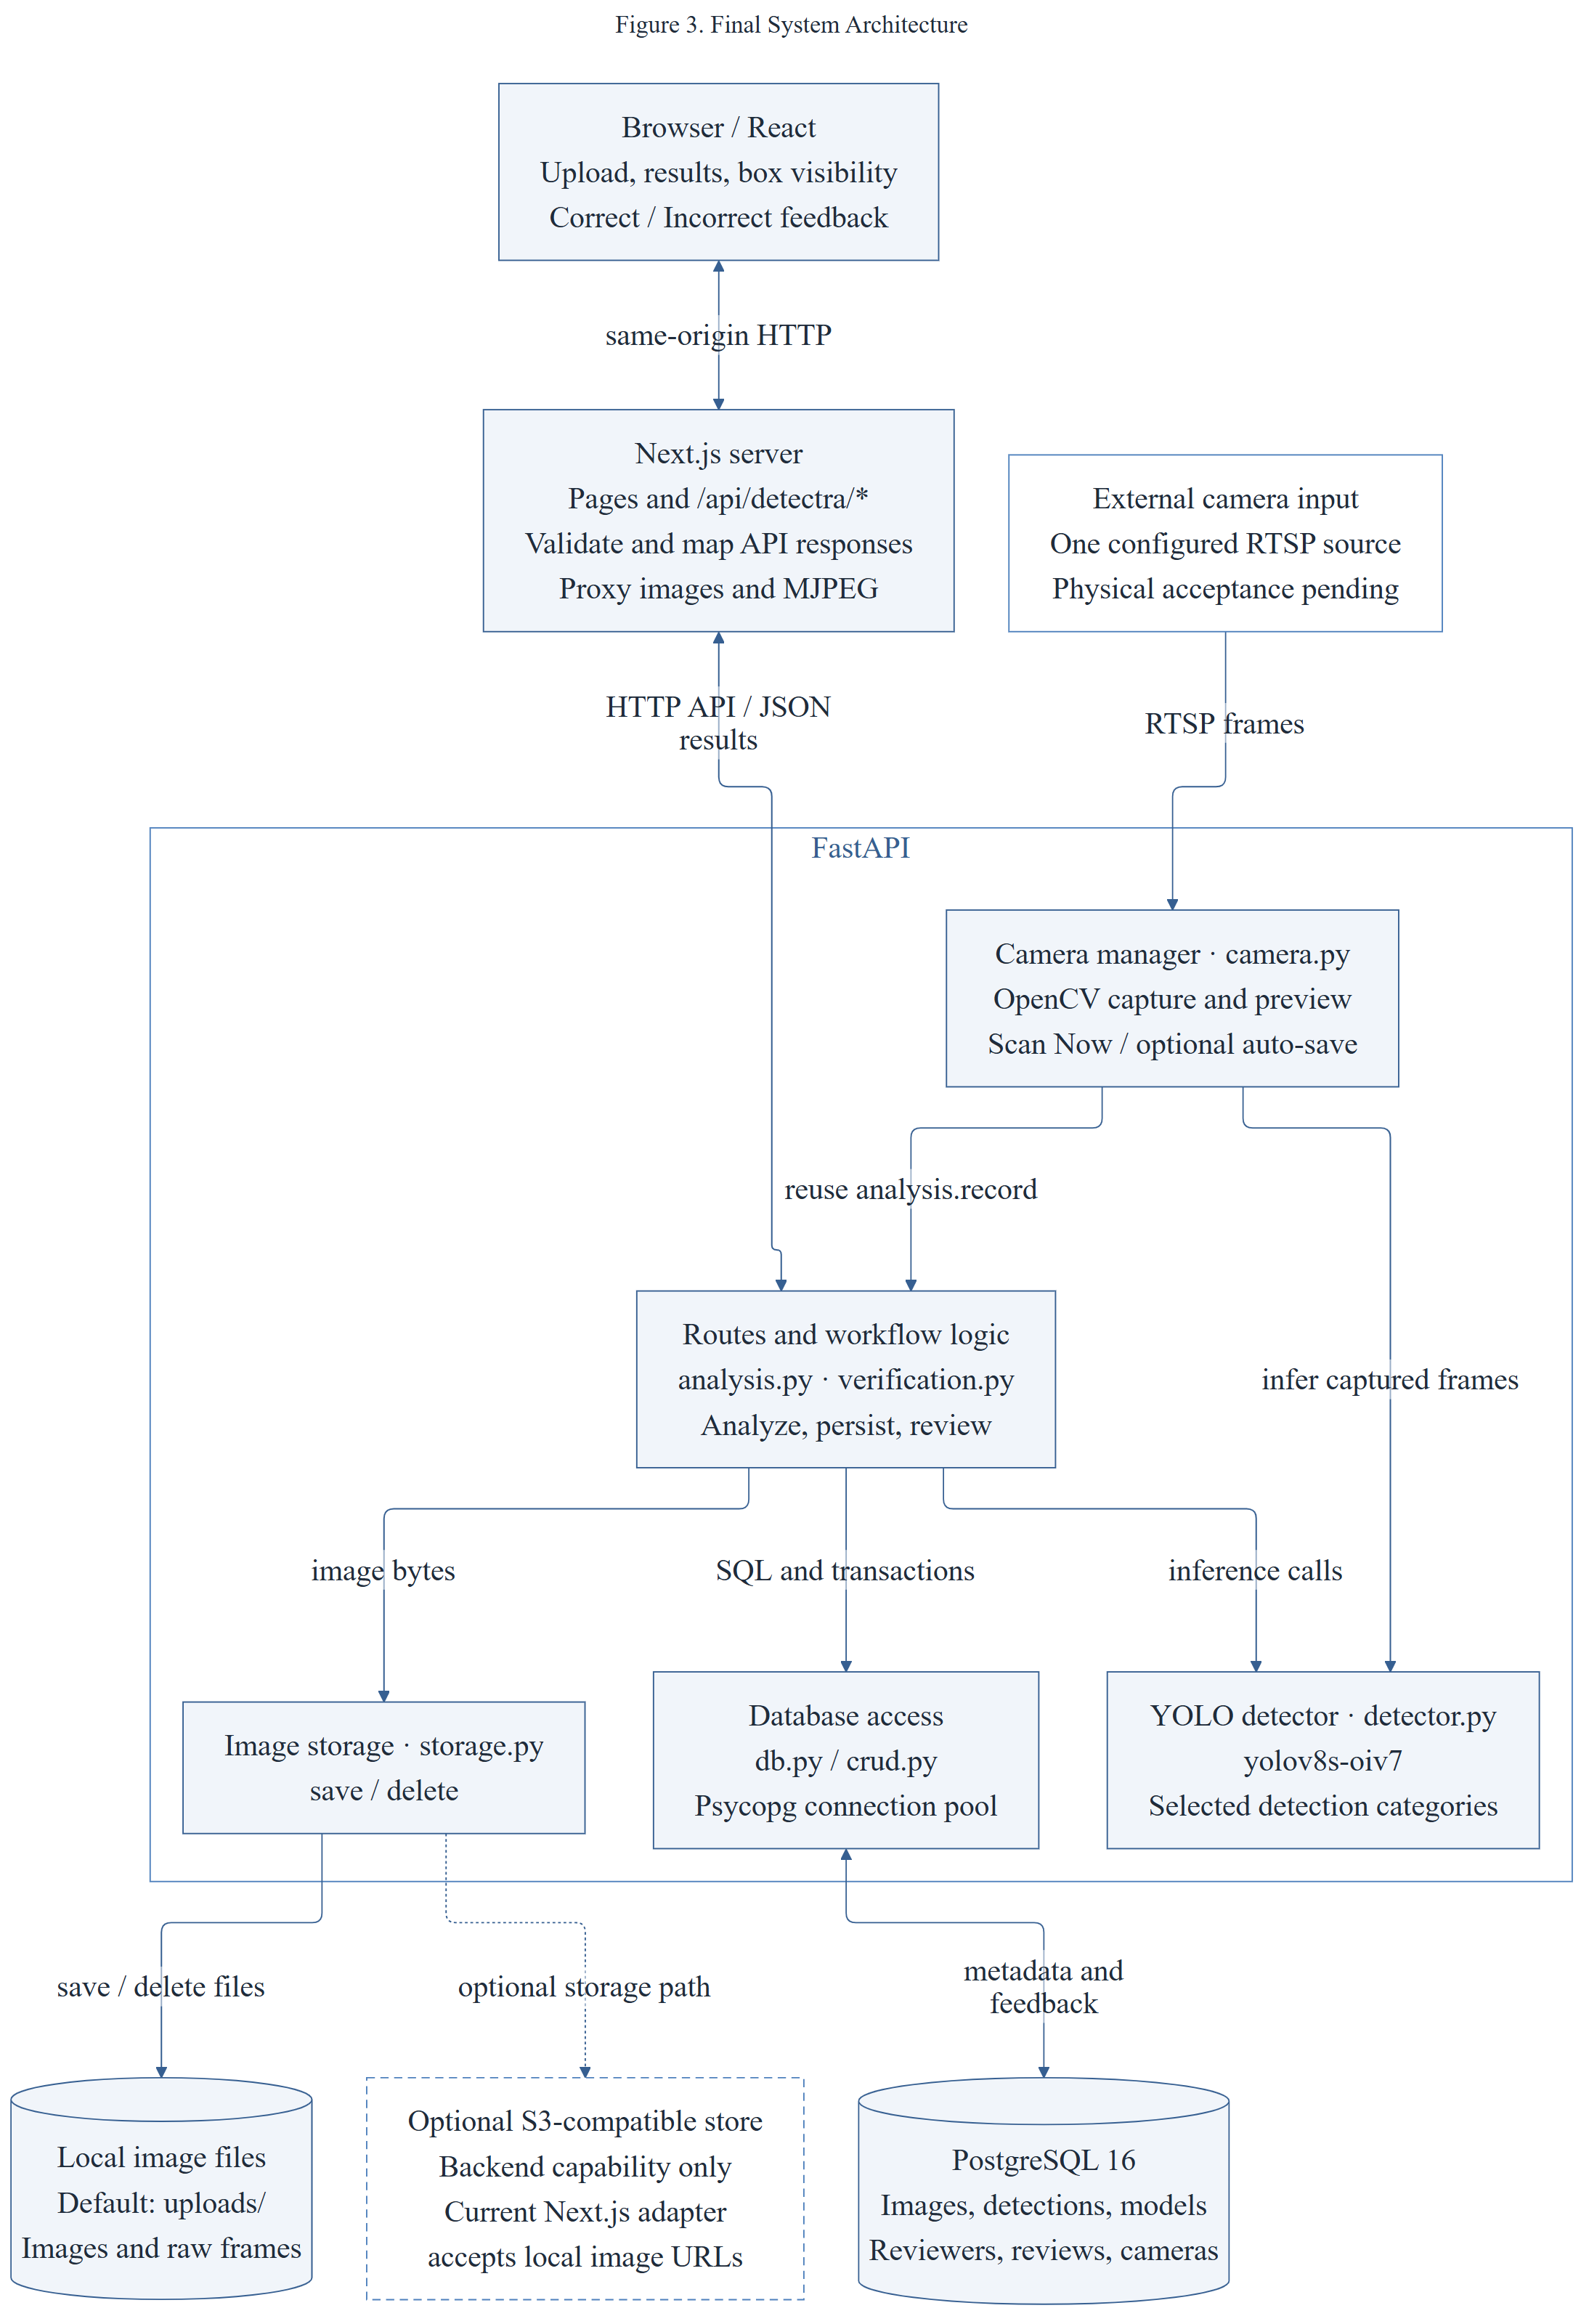 Figure 3. Final System Architecture
Browser / React
Upload, results, box visibility
Correct / Incorrect feedback
same-origin HTTP
Next.js server
Pages and /api/detectra/*
Validate and map API responses
Proxy images and MJPEG
External camera input
One configured RTSP source
Physical acceptance pending
HTTP API / JSON
results
RTSP frames
FastAPI
Camera manager · camera.py
OpenCV capture and preview
Scan Now / optional auto-save
reuse analysis.record
Routes and workflow logic
analysis.py · verification.py
Analyze, persist, review
infer captured frames
image bytes
SQL and transactions
inference calls
Image storage · storage.py
save / delete
Database access
db.py / crud.py
Psycopg connection pool
YOLO detector · detector.py
yolov8s-oiv7
Selected detection categories
save / delete files
optional storage path
metadata and
feedback
Local image files
Default: uploads/
Images and raw frames
Optional S3-compatible store
Backend capability only
Current Next.js adapter
accepts local image URLs
PostgreSQL 16
Images, detections, models
Reviewers, reviews, cameras